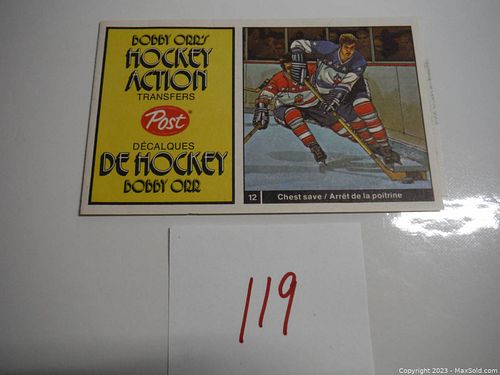 BOBBY ORR'S
HOCKEY
ACTION
TRANSFERS
Post
DÉCALQUES
DE HOCKEY
BOBBY ORR
12 Chest save / Arrêt de la poitrine
119
Copyright 2023 - MaxSold.com